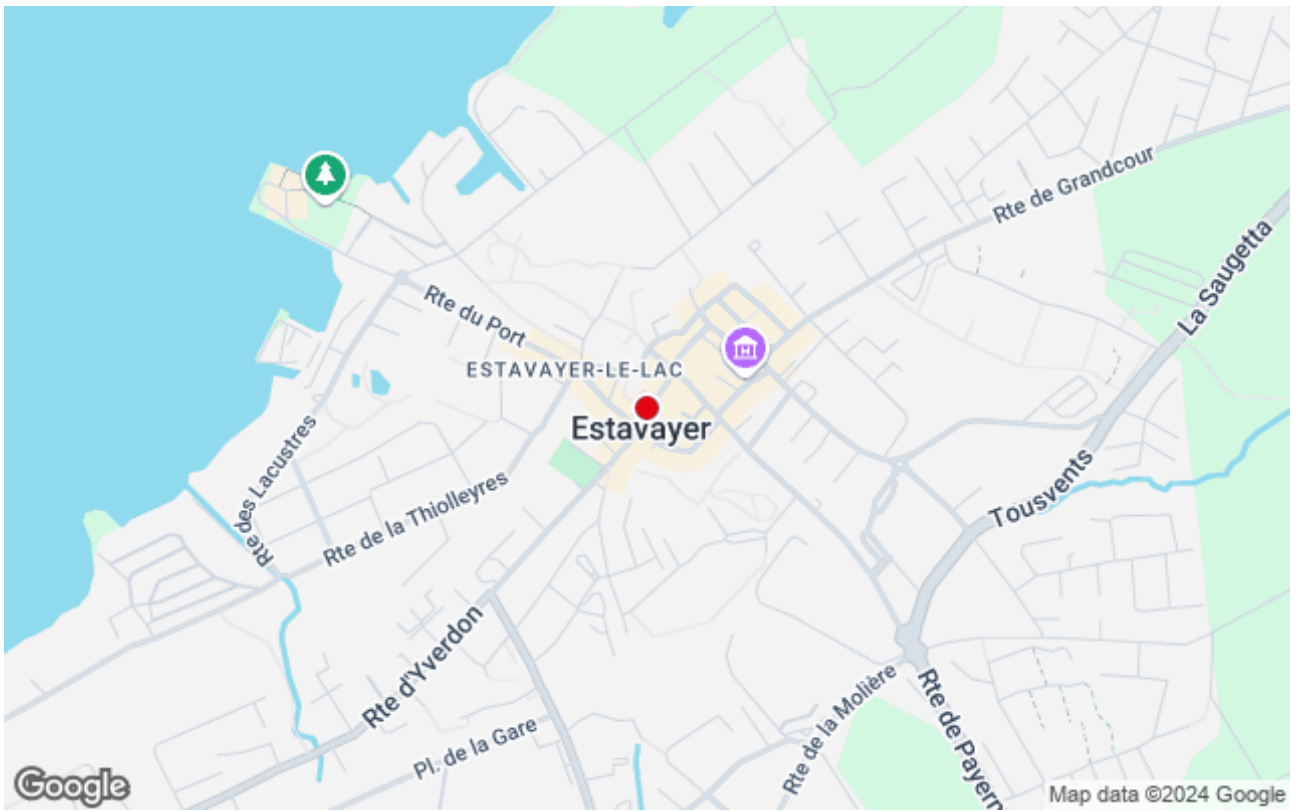 Rte de Grandcour
La Saugetta
Rte du Port
ESTAVAYER-LE-LAC
Estavayer
Rte des Lacustres
Rte de la Thiolleyres
Tousvents
Rte d'Yverdon
Rte de la Molière
Rte de Payern
Pl. de la Gare
H
Google
Map data ©2024 Google